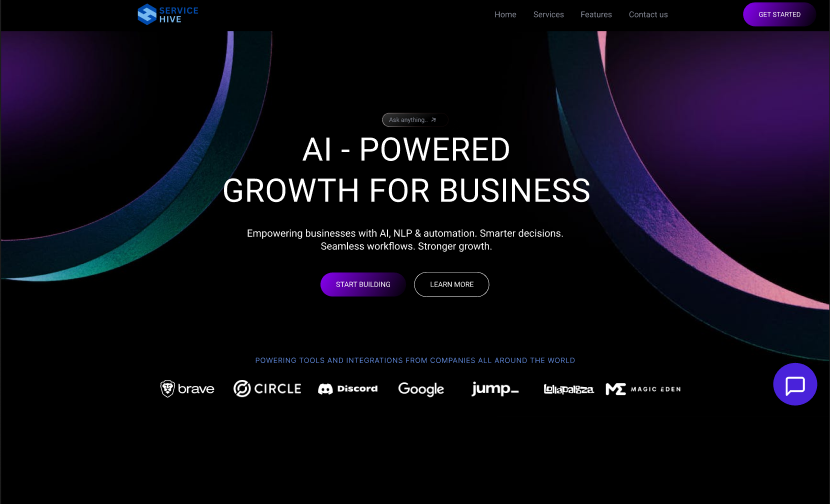 SERVICE
HIVE
Home Services Features Contact us
GET STARTED
Ask anything..
AI - POWERED
GROWTH FOR BUSINESS
Empowering businesses with AI, NLP & automation. Smarter decisions.
Seamless workflows. Stronger growth.
START BUILDING
LEARN MORE
POWERING TOOLS AND INTEGRATIONS FROM COMPANIES ALL AROUND THE WORLD
brave CIRCLE Discord Google jump_ Lollapalooza ME MAGIC EDEN